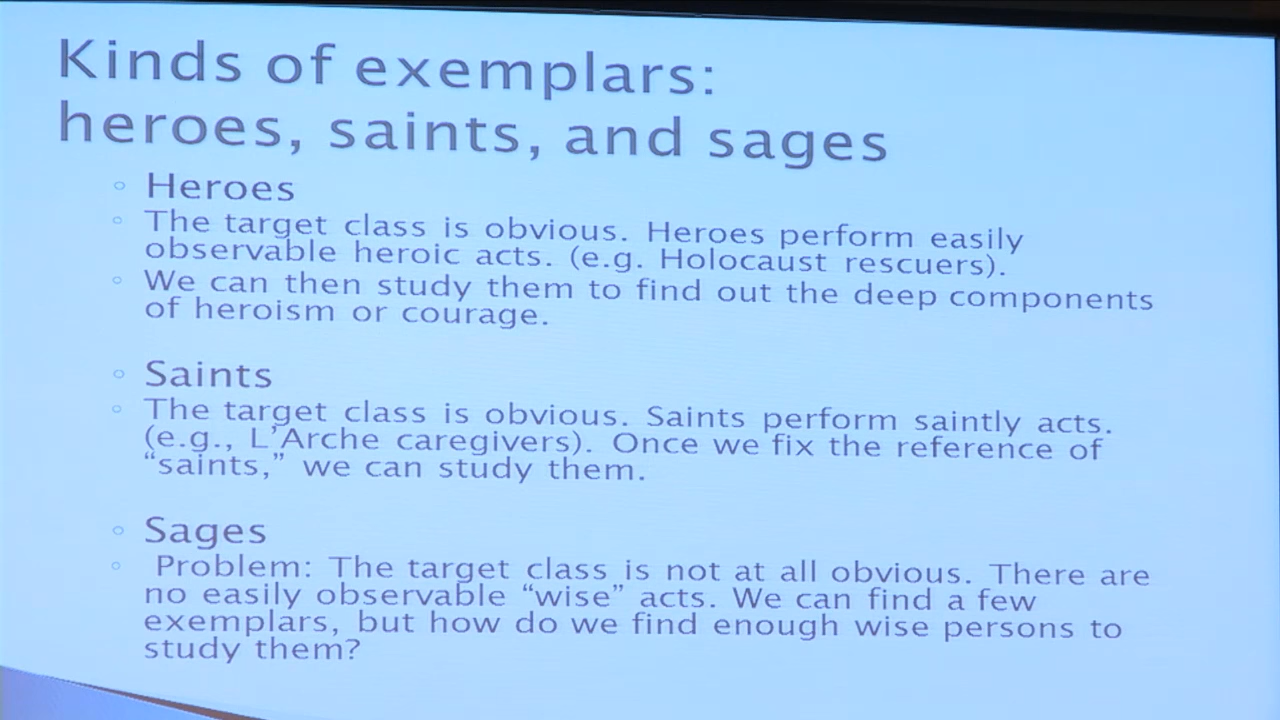 Kinds of exemplars:
heroes, saints, and sages
◦ Heroes
◦ The target class is obvious. Heroes perform easily
observable heroic acts. (e.g. Holocaust rescuers).
◦ We can then study them to find out the deep components
of heroism or courage.
◦ Saints
◦ The target class is obvious. Saints perform saintly acts.
(e.g., L’Arche caregivers). Once we fix the reference of
“saints,” we can study them.
◦ Sages
◦ Problem: The target class is not at all obvious. There are
no easily observable “wise” acts. We can find a few
exemplars, but how do we find enough wise persons to
study them?